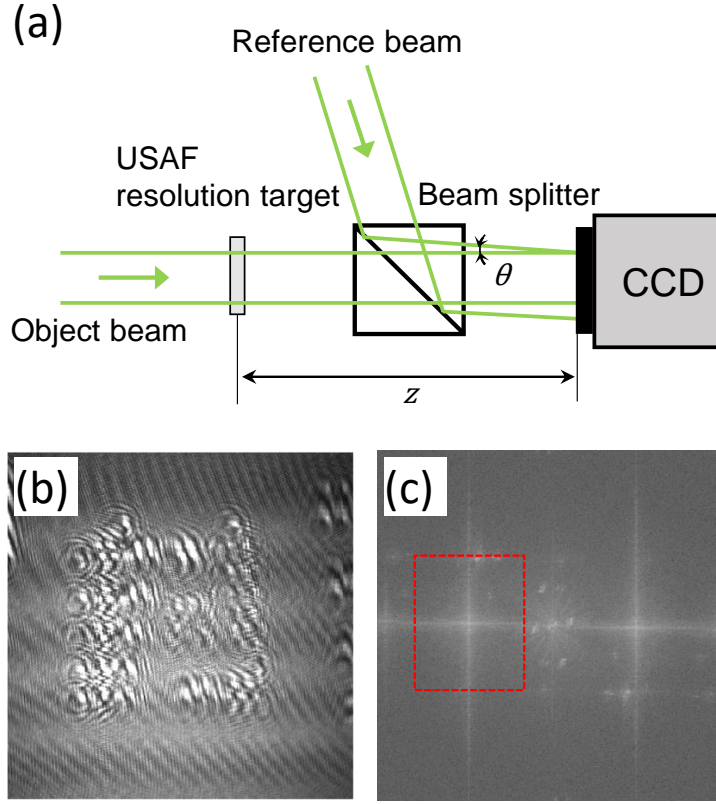 (a)
Reference beam
USAF
resolution target
Beam splitter
θ
CCD
Object beam
z
(b)
(c)